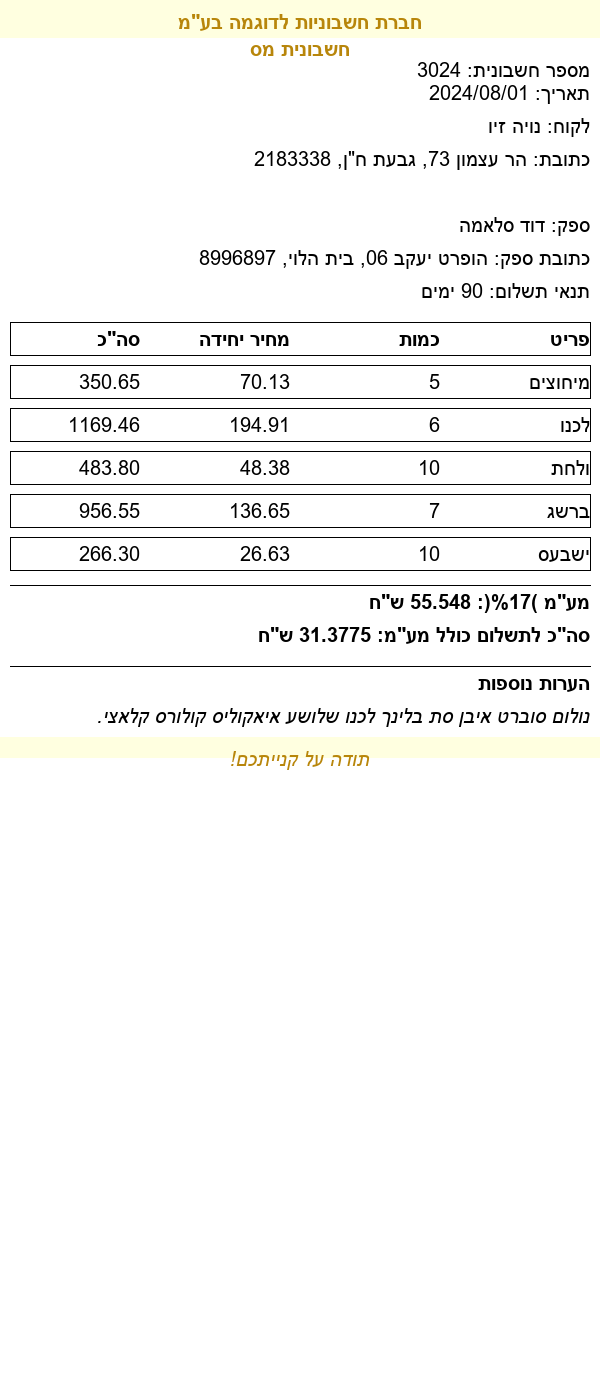 חברת חשבוניות לדוגמה בע"מ
חשבונית מס
מספר חשבונית: 3024
תאריך: 2024/08/01
לקוח: נויה זיו
כתובת: הר עצמון 73, גבעת ח"ן, 2183338
ספק: דוד סלאמה
כתובת ספק: הופרט יעקב 06, בית הלוי, 8996897
תנאי תשלום: 90 ימים
פריט כמות מחיר יחידה סה"כ
מיחוצים 5 70.13 350.65
לכנו 6 194.91 1169.46
ולחת 10 48.38 483.80
ברשג 7 136.65 956.55
ישבעס 10 26.63 266.30
מע"מ )17%(: 55.548 ש"ח
סה"כ לתשלום כולל מע"מ: 31.3775 ש"ח
הערות נוספות
נולום סוברט איבן סת בלינך לכנו שלושע איאקוליס קולורס קלאצי.
תודה על קנייתכם!